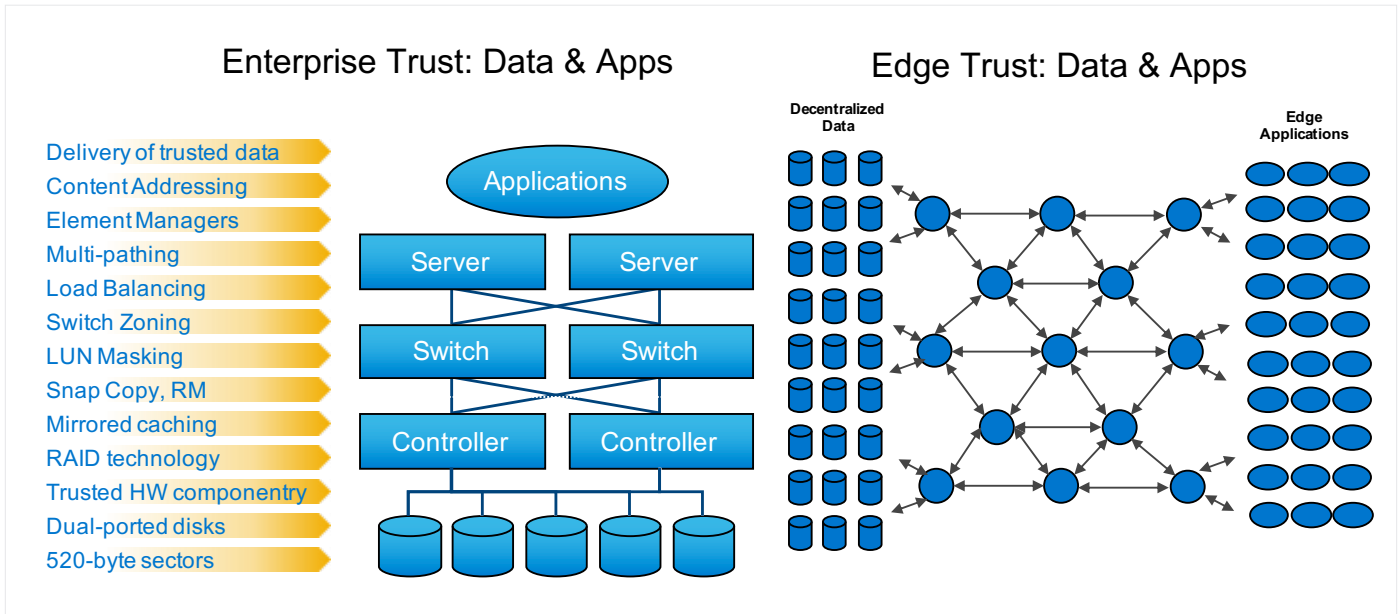 Enterprise Trust: Data & Apps
Delivery of trusted data
Content Addressing
Element Managers
Multi-pathing
Load Balancing
Switch Zoning
LUN Masking
Snap Copy, RM
Mirrored caching
RAID technology
Trusted HW componentry
Dual-ported disks
520-byte sectors
Applications
Server
Server
Switch
Switch
Controller
Controller
Edge Trust: Data & Apps
Decentralized
Data
Edge
Applications